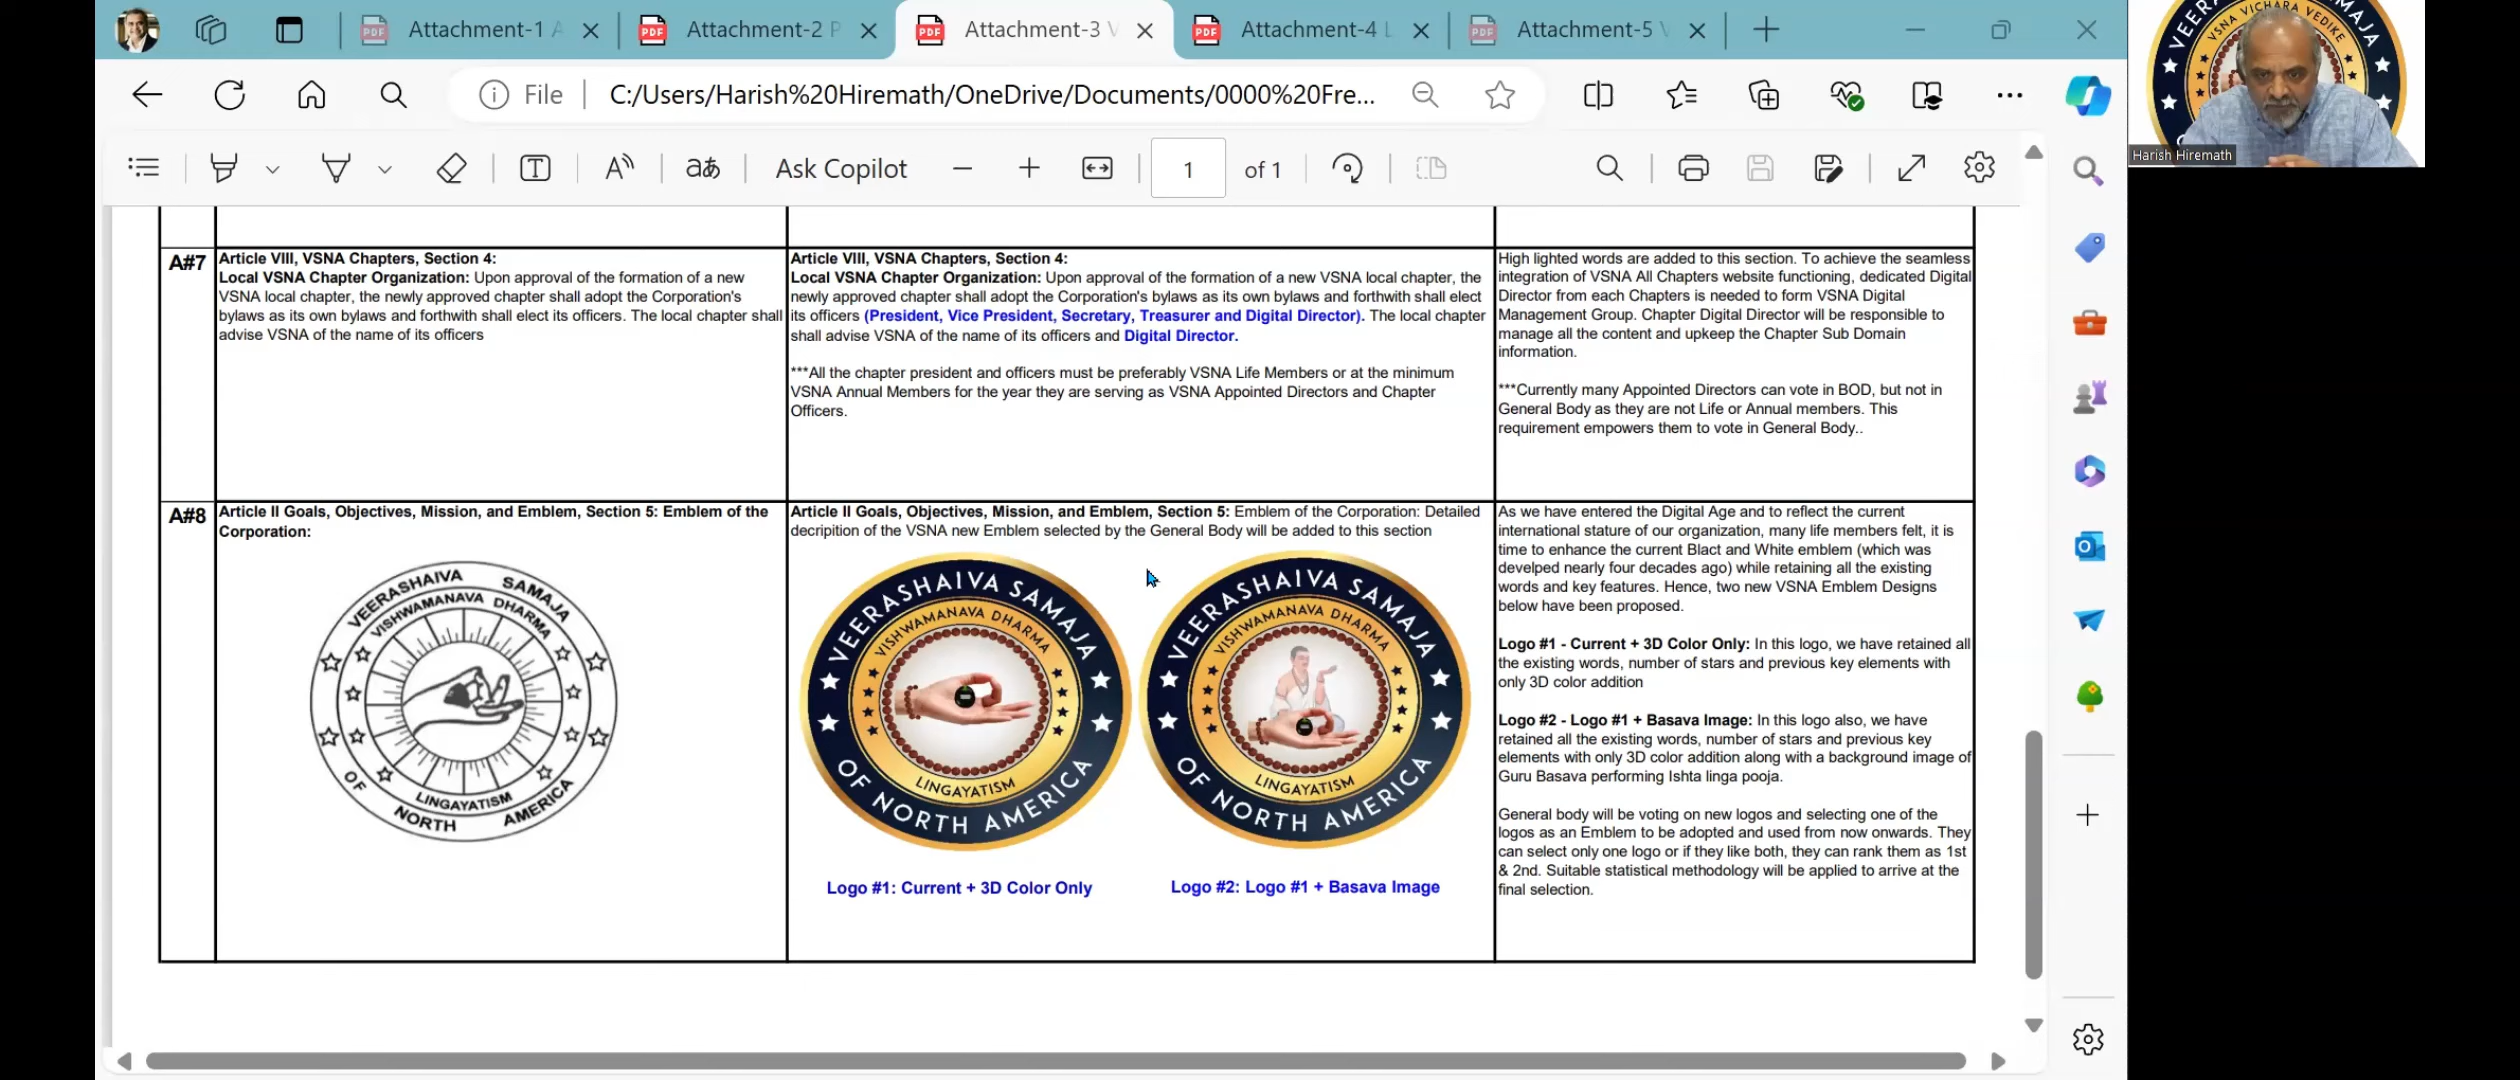 Attachment-1 A
Attachment-2 P
Attachment-3 V
Attachment-4 L
Attachment-5 V
File
C:/Users/Harish%20Hiremath/OneDrive/Documents/0000%20Fre...
Ask Copilot
1
of 1
VSNA VICHARA VEDIKE
Harish Hiremath
A#7
Article VIII, VSNA Chapters, Section 4:
Local VSNA Chapter Organization: Upon approval of the formation of a new
VSNA local chapter, the newly approved chapter shall adopt the Corporation's
bylaws as its own bylaws and forthwith shall elect its officers. The local chapter shall
advise VSNA of the name of its officers
Article VIII, VSNA Chapters, Section 4:
Local VSNA Chapter Organization: Upon approval of the formation of a new VSNA local chapter, the
newly approved chapter shall adopt the Corporation's bylaws as its own bylaws and forthwith shall elect
its officers (President, Vice President, Secretary, Treasurer and Digital Director). The local chapter
shall advise VSNA of the name of its officers and Digital Director.
***All the chapter president and officers must be preferably VSNA Life Members or at the minimum
VSNA Annual Members for the year they are serving as VSNA Appointed Directors and Chapter
Officers.
High lighted words are added to this section. To achieve the seamless
integration of VSNA All Chapters website functioning, dedicated Digital
Director from each Chapters is needed to form VSNA Digital
Management Group. Chapter Digital Director will be responsible to
manage all the content and upkeep the Chapter Sub Domain
information.
***Currently many Appointed Directors can vote in BOD, but not in
General Body as they are not Life or Annual members. This
requirement empowers them to vote in General Body..
A#8
Article II Goals, Objectives, Mission, and Emblem, Section 5: Emblem of the
Corporation:
VEERASHAIVA SAMAJA
VISHWAMANAVA DHARMA
LINGAYATISM
OF NORTH AMERICA
Article II Goals, Objectives, Mission, and Emblem, Section 5: Emblem of the Corporation: Detailed
decripition of the VSNA new Emblem selected by the General Body will be added to this section
VEERASHAIVA SAMAJA
VISHWAMANAVA DHARMA
LINGAYATISM
OF NORTH AMERICA
Logo #1: Current + 3D Color Only
VEERASHAIVA SAMAJA
VISHWAMANAVA DHARMA
LINGAYATISM
OF NORTH AMERICA
Logo #2: Logo #1 + Basava Image
As we have entered the Digital Age and to reflect the current
international stature of our organization, many life members felt, it is
time to enhance the current Blact and White emblem (which was
develped nearly four decades ago) while retaining all the existing
words and key features. Hence, two new VSNA Emblem Designs
below have been proposed.
Logo #1 - Current + 3D Color Only: In this logo, we have retained all
the existing words, number of stars and previous key elements with
only 3D color addition
Logo #2 - Logo #1 + Basava Image: In this logo also, we have
retained all the existing words, number of stars and previous key
elements with only 3D color addition along with a background image of
Guru Basava performing Ishta linga pooja.
General body will be voting on new logos and selecting one of the
logos as an Emblem to be adopted and used from now onwards. They
can select only one logo or if they like both, they can rank them as 1st
& 2nd. Suitable statistical methodology will be applied to arrive at the
final selection.